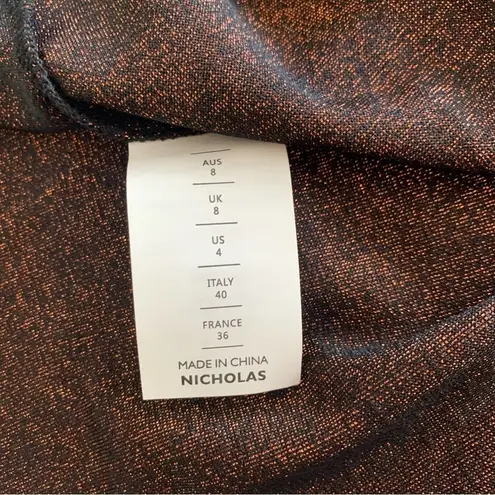 AUS
8
UK
8
US
4
ITALY
40
FRANCE
36
MADE IN CHINA
NICHOLAS